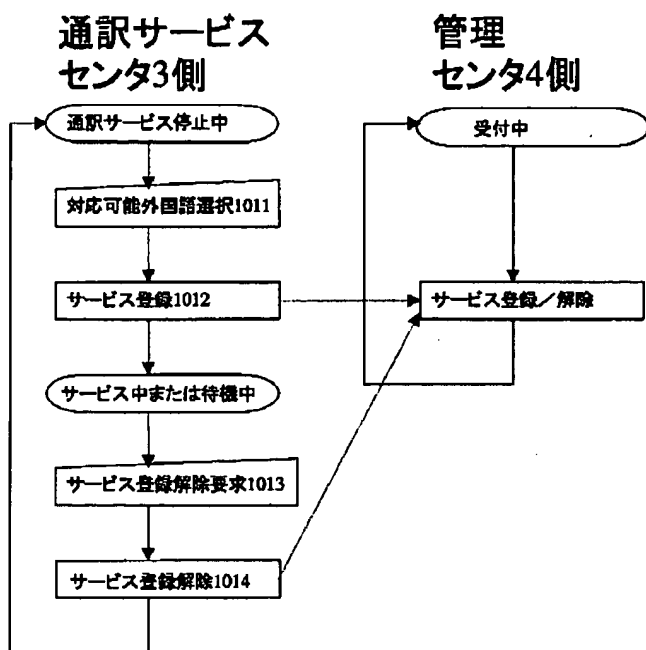 通訳サービス
センタ3側
通訳サービス停止中
対応可能外国語選択1011
サービス登録1012
サービス中または待機中
サービス登録解除要求1013
サービス登録解除1014
管理
センタ4側
受付中
サービス登録／解除